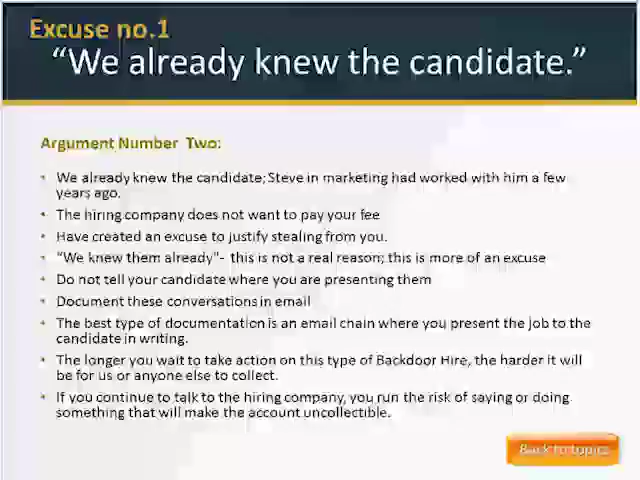 Excuse no.1
“We already knew the candidate.”
Argument Number Two:
• We already knew the candidate; Steve in marketing had worked with him a few
years ago.
• The hiring company does not want to pay your fee
• Have created an excuse to justify stealing from you.
• “We knew them already”- this is not a real reason; this is more of an excuse
• Do not tell your candidate where you are presenting them
• Document these conversations in email
• The best type of documentation is an email chain where you present the job to the
candidate in writing.
• The longer you wait to take action on this type of Backdoor Hire, the harder it will
be for us or anyone else to collect.
• If you continue to talk to the hiring company, you run the risk of saying or doing
something that will make the account uncollectible.
Back to topics